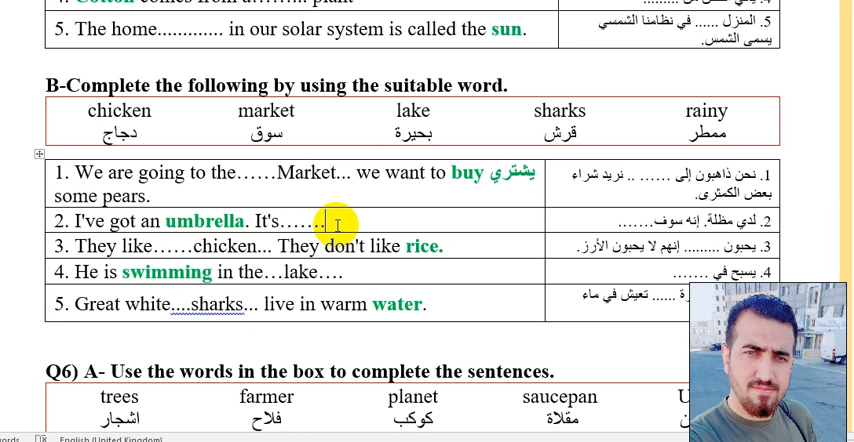 5. The home............. in our solar system is called the sun.
5. المنزل ...... في نظامنا الشمسي
يسمى الشمس.
B-Complete the following by using the suitable word.
chicken market lake sharks rainy
دجاج سوق بحيرة قرش ممطر
1. We are going to the……Market... we want to buy يشتري
some pears.
1. نحن ذاهبون إلى …… .. نريد شراء
بعض الكمثرى.
2. I've got an umbrella. It's…….
2. لدي مظلة. إنه سوف…….
3. They like……chicken... They don't like rice.
3. يحبون ......... إنهم لا يحبون الأرز.
4. He is swimming in the…lake….
4. يسبح في …….
5. Great white....sharks... live in warm water.
...... تعيش في ماء
Q6) A- Use the words in the box to complete the sentences.
trees farmer planet saucepan
اشجار فلاح كوكب مقلاة
English (United Kingdom)